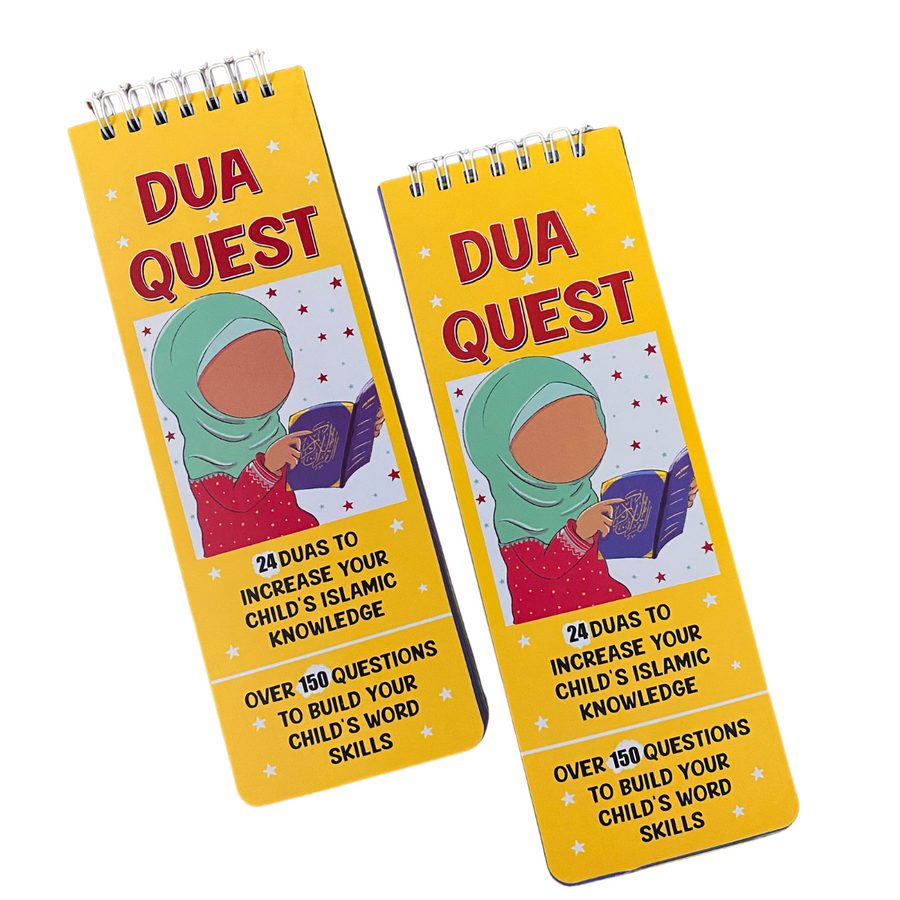 DUA
QUEST
24 DUAS TO
INCREASE YOUR
CHILD'S ISLAMIC
KNOWLEDGE
OVER 150 QUESTIONS
TO BUILD YOUR
CHILD'S WORD
SKILLS
DUA
QUEST
24 DUAS TO
INCREASE YOUR
CHILD'S ISLAMIC
KNOWLEDGE
OVER 150 QUESTIONS
TO BUILD YOUR
CHILD'S WORD
SKILLS